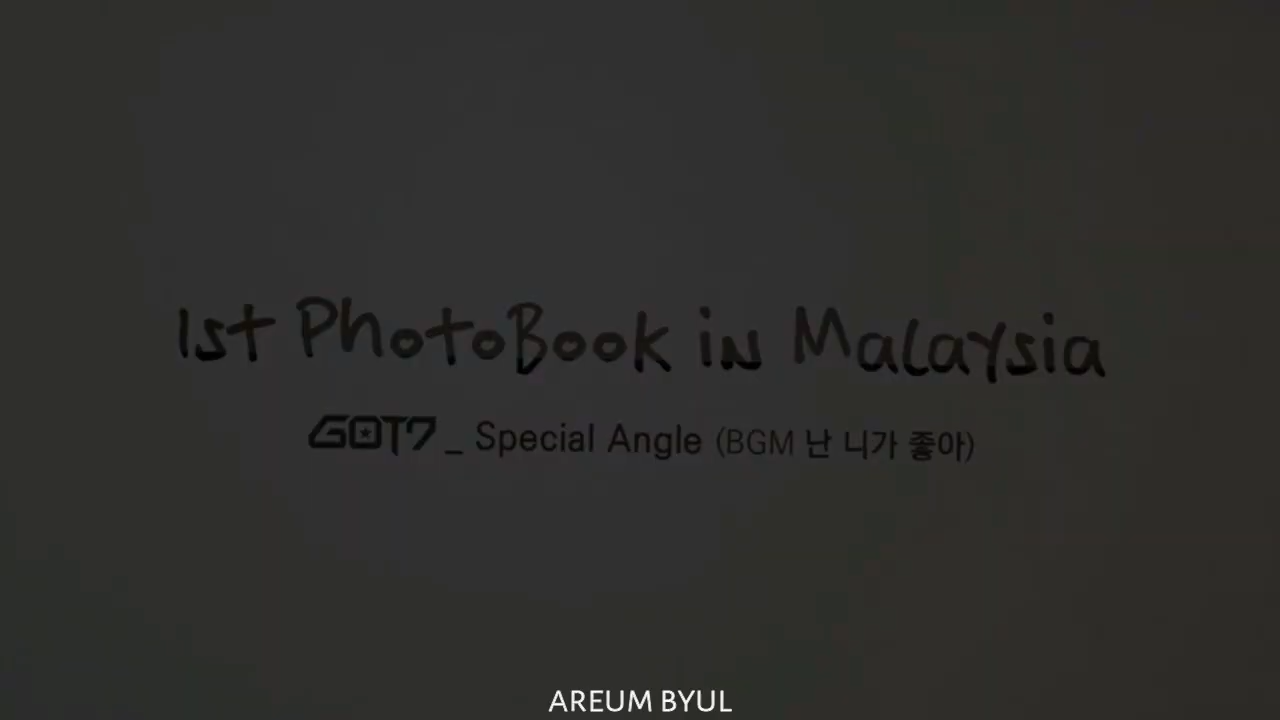 1st PhotoBook in Malaysia
GOT7 _ Special Angle (BGM 난 니가 좋아)
AREUM BYUL